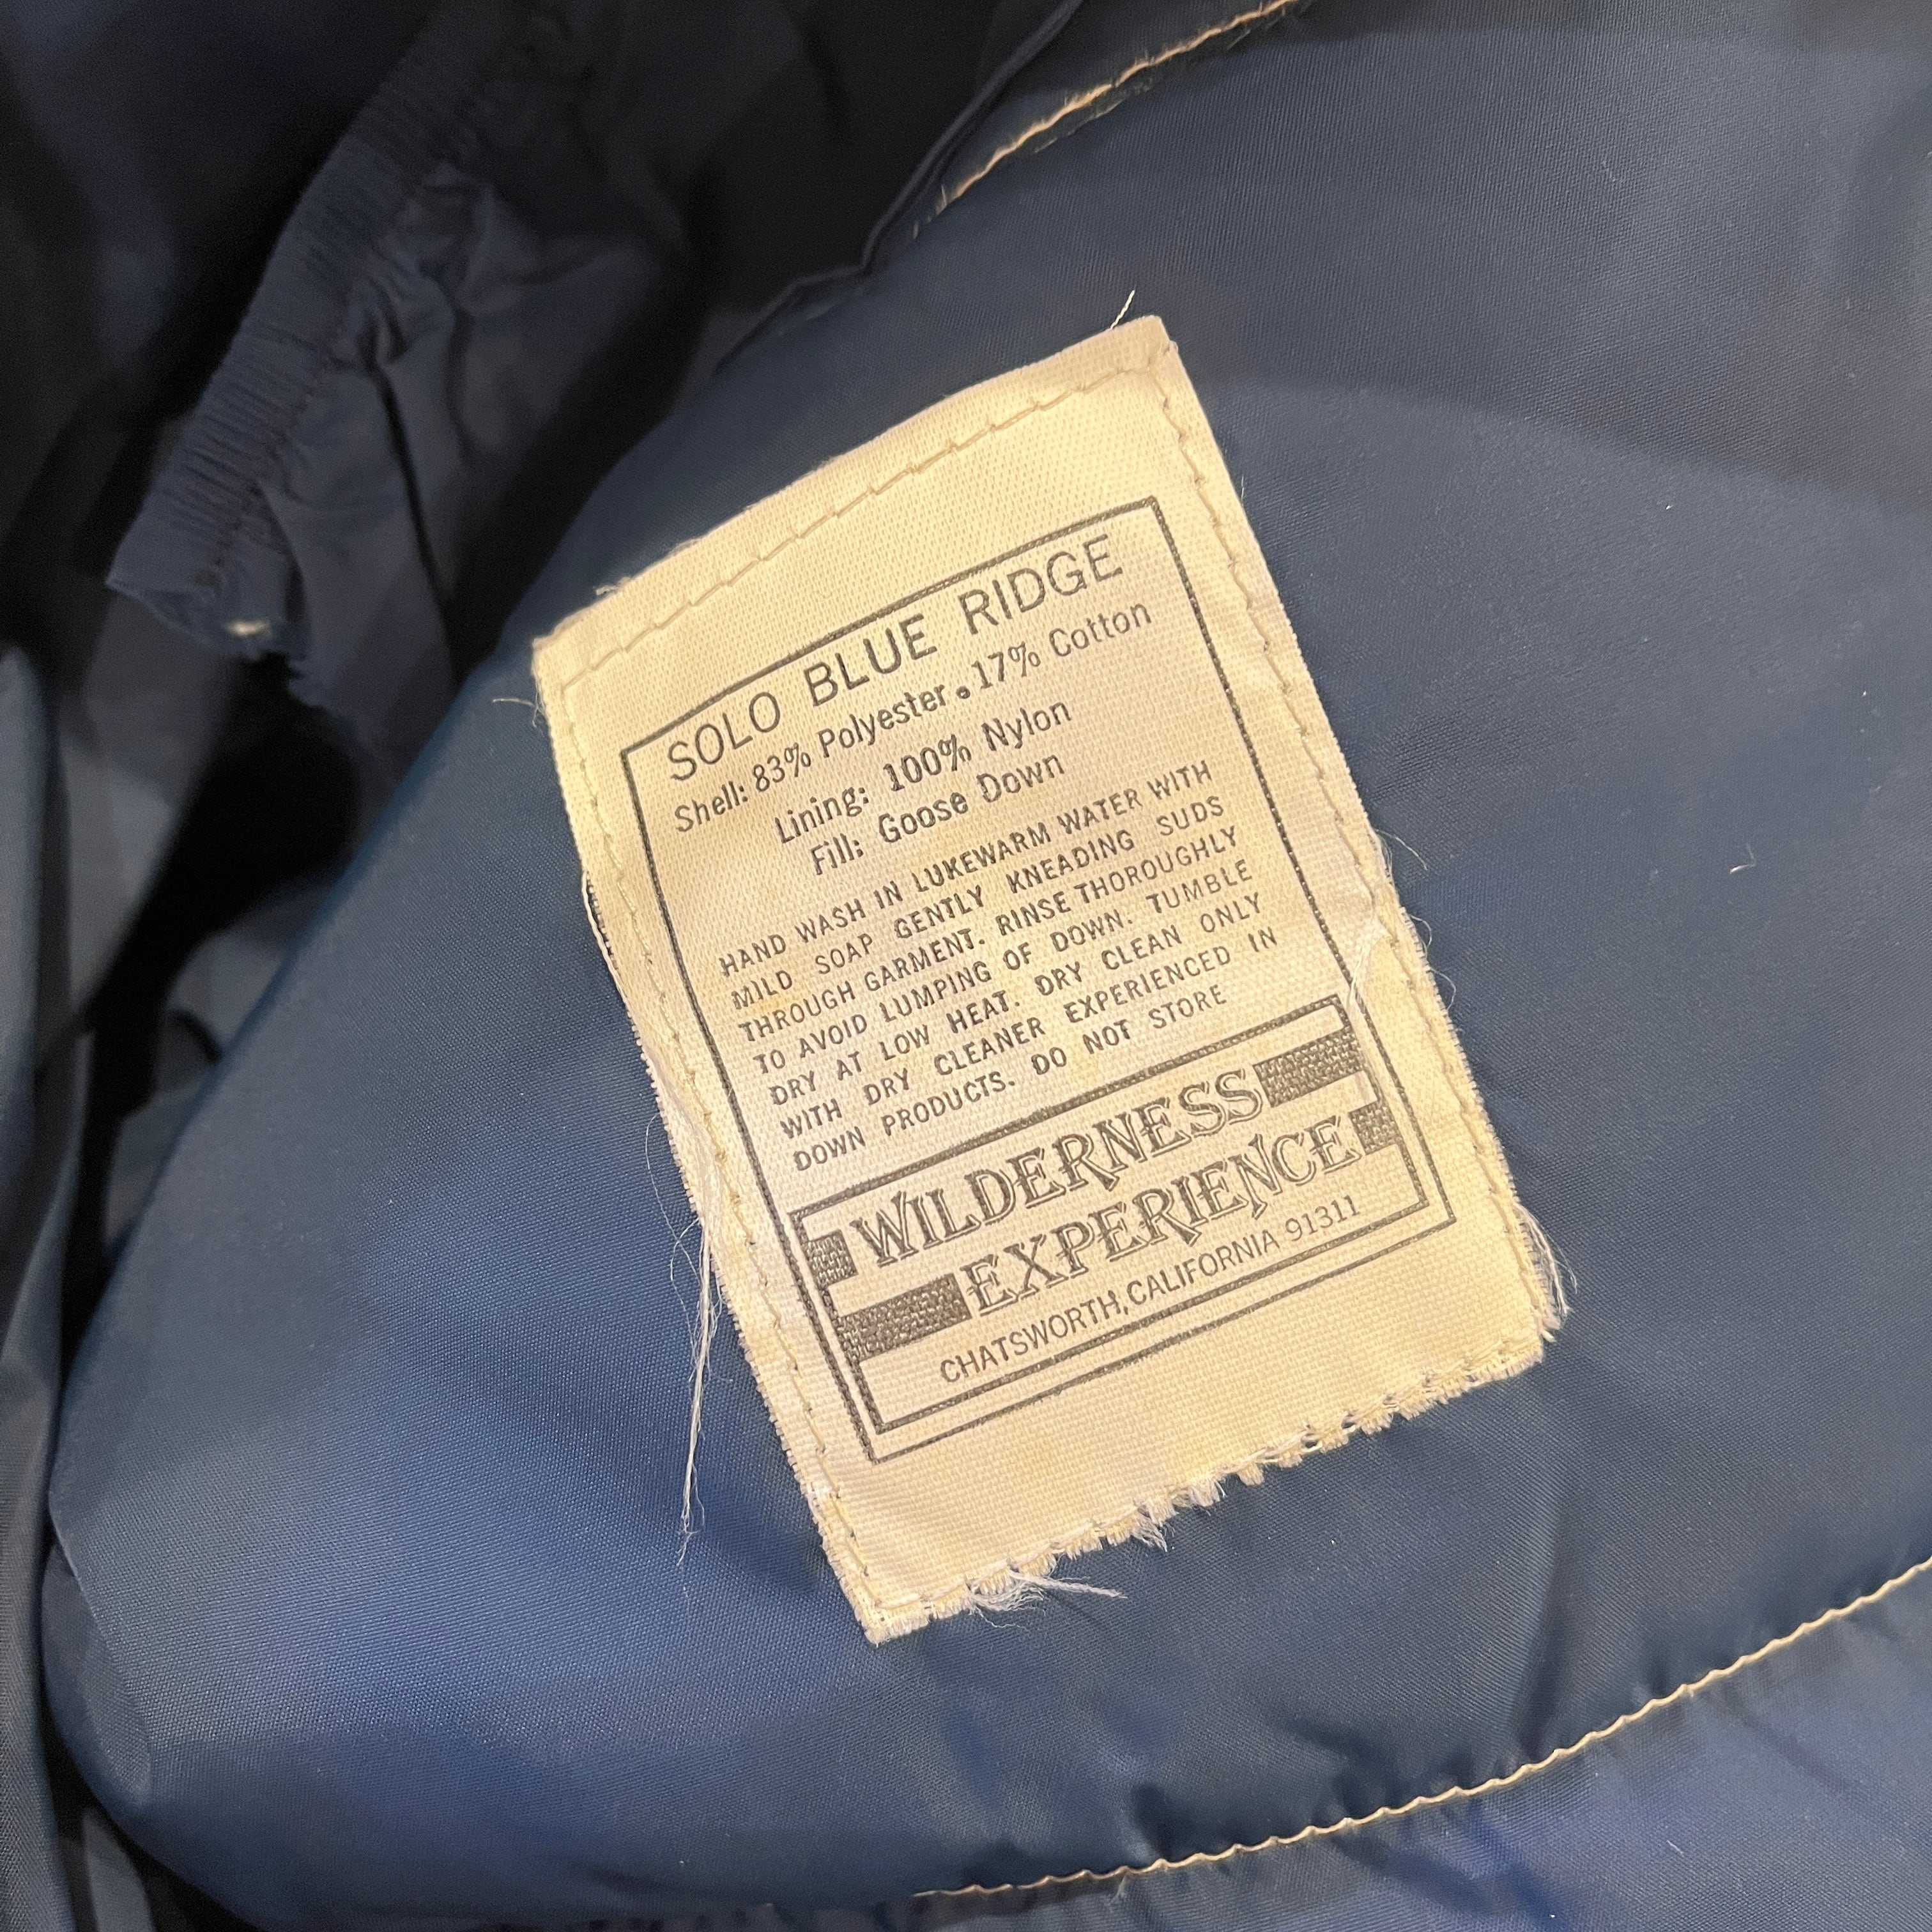 SOLO BLUE RIDGE
Shell: 83% Polyester • 17% Cotton
Lining: 100% Nylon
Fill: Goose Down
HAND WASH IN LUKEWARM WATER WITH
MILD SOAP GENTLY KNEADING SUDS
THROUGH GARMENT. RINSE THOROUGHLY
TO AVOID LUMPING OF DOWN. TUMBLE
DRY AT LOW HEAT. DRY CLEAN ONLY
WITH DRY CLEANER EXPERIENCED IN
DOWN PRODUCTS. DO NOT STORE
WILDERNESS
EXPERIENCE
CHATSWORTH, CALIFORNIA 91311